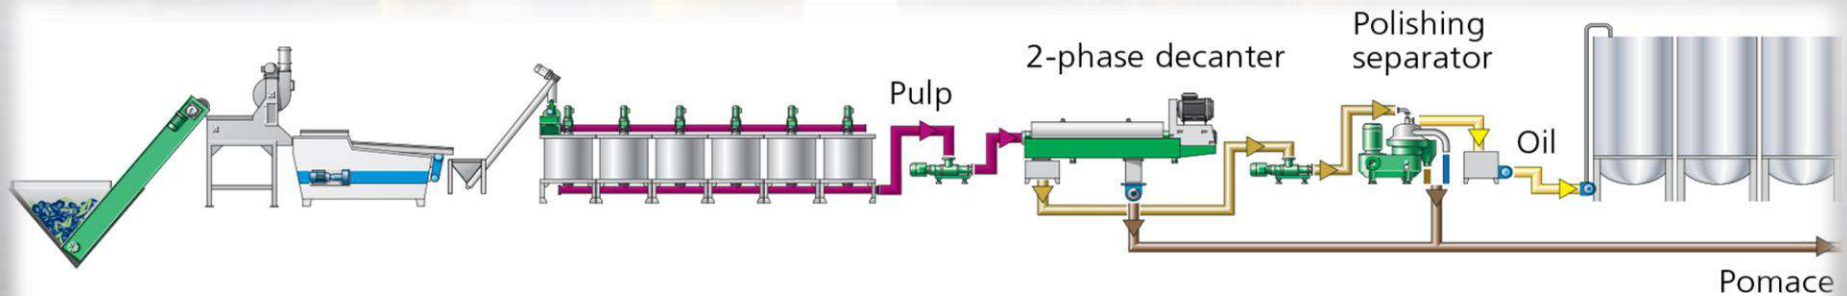 Pulp
2-phase decanter
Polishing
separator
Oil
Pomace